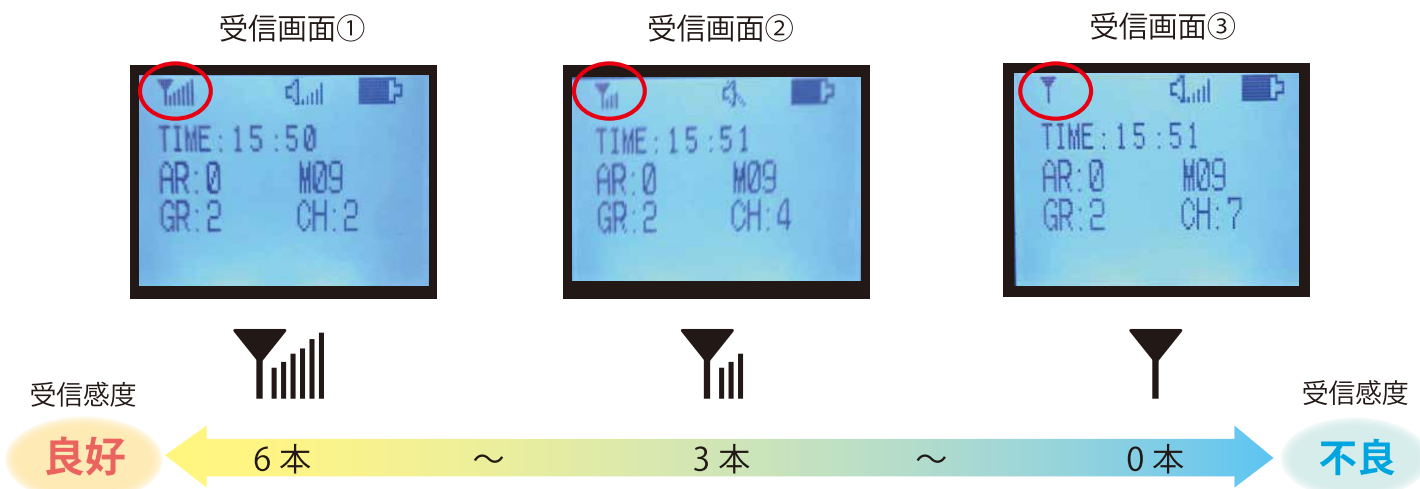 受信画面①
受信画面②
受信画面③
TIME:15:50
AR:0 M09
GR:2 CH:2
TIME:15:51
AR:0 M09
GR:2 CH:4
TIME:15:51
AR:0 M09
GR:2 CH:7
受信感度
良好
6本 〜 3本 〜 0本
受信感度
不良